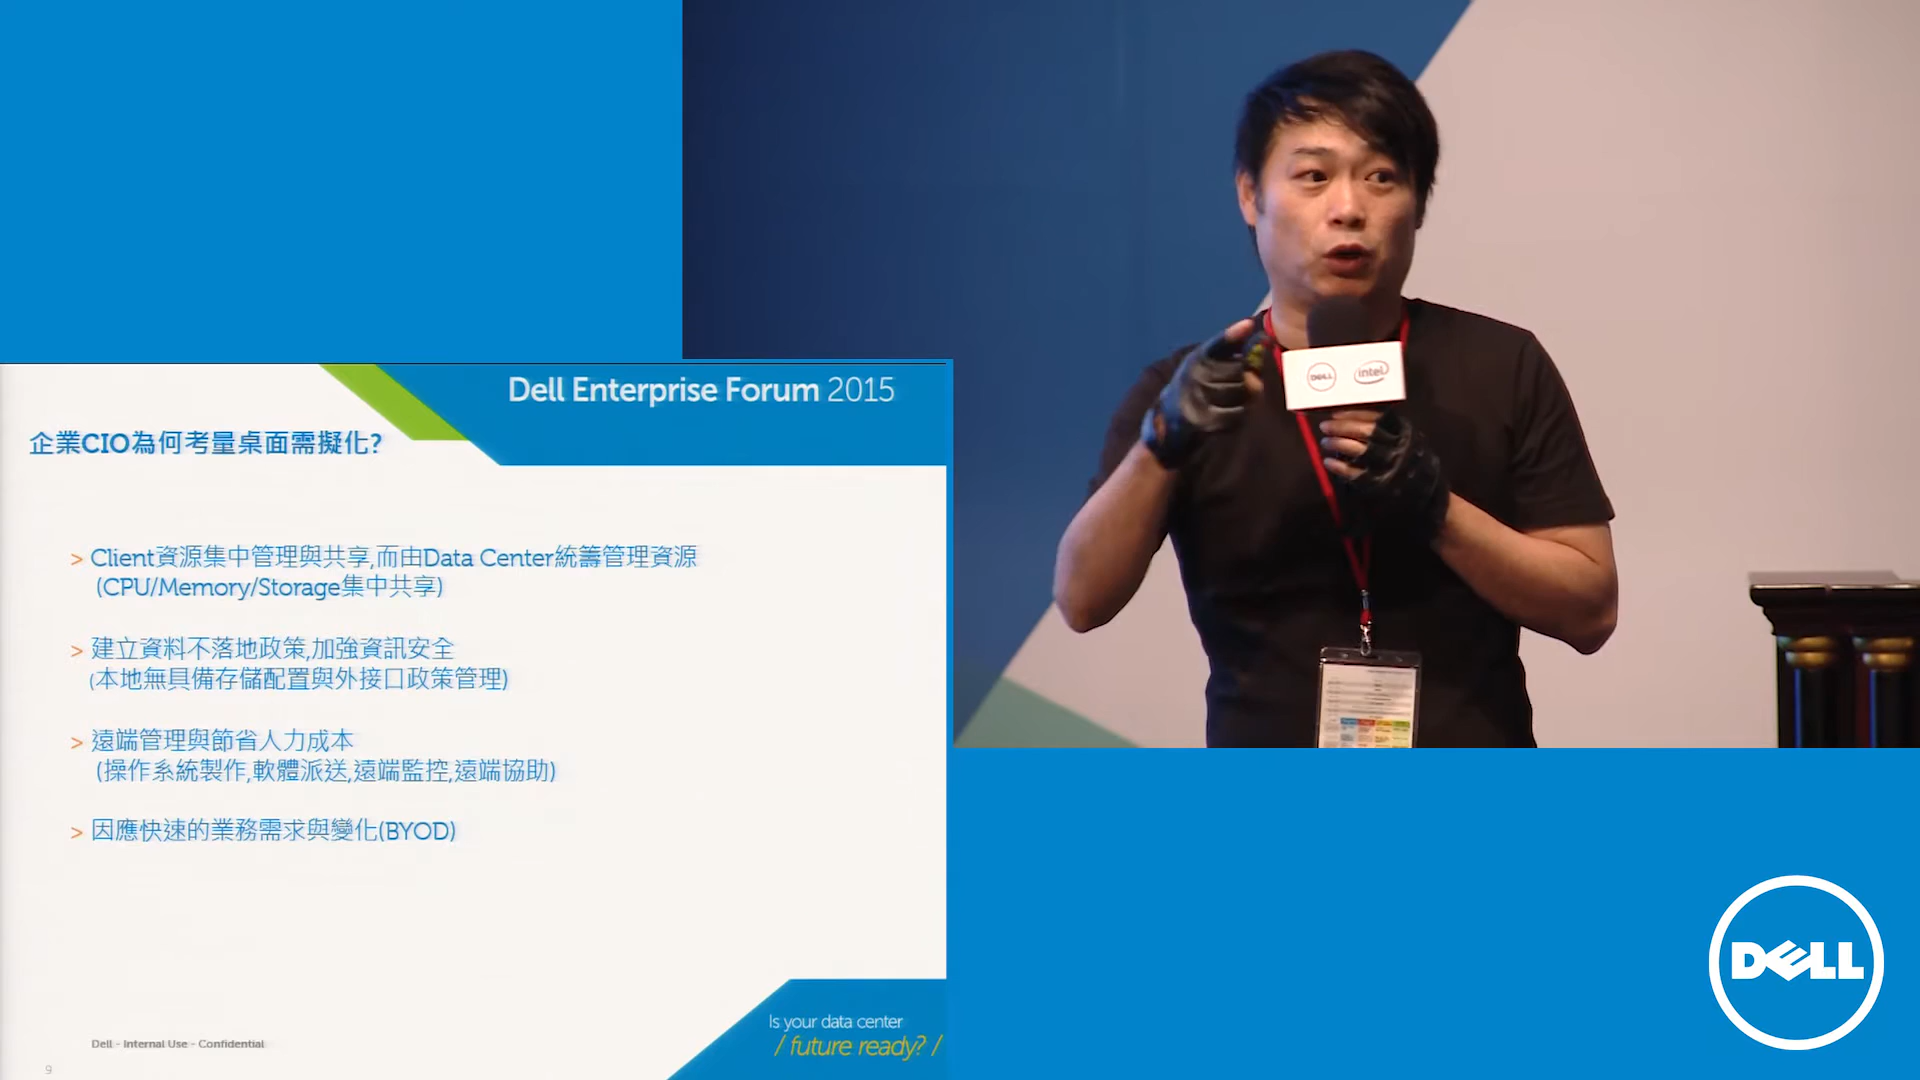 Dell Enterprise Forum 2015
企業CIO為何考量桌面需擬化?
> Client資源集中管理與共享,而由Data Center統籌管理資源
(CPU/Memory/Storage集中共享)
> 建立資料不落地政策,加強資訊安全
(本地無具備存儲配置與外接口政策管理)
> 遠端管理與節省人力成本
(操作系統製作,軟體派送,遠端監控,遠端協助)
> 因應快速的業務需求與變化(BYOD)
Is your data center
/ future ready? /
Dell - Internal Use - Confidential
9
DELL intel
DELL